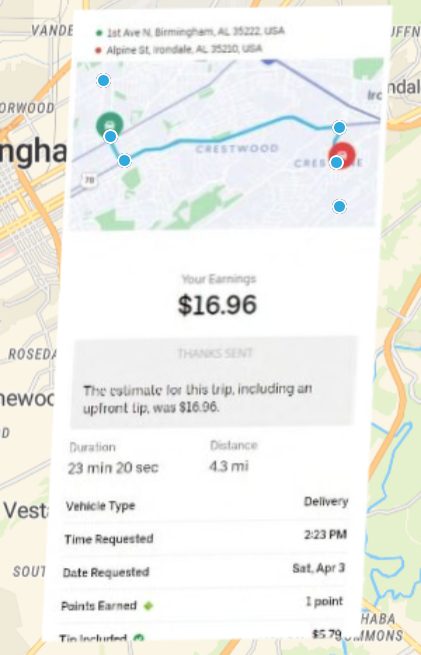 VANDE
1st Ave N, Birmingham, AL 35222, USA
Alpine St, Irondale, AL 35210, USA
UFFN
ndal
Iro
ORWOOD
ngha
CRESTWOOD
CRES
E
78
Your Earnings
$16.96
THANKS SENT
ROSEDA
The estimate for this trip, including an
upfront tip, was $16.96.
newoo
D
Duration
Distance
23 min 20 sec
4.3 mi
Vest
Vehicle Type
Delivery
Time Requested
2:23 PM
SOUT
Date Requested
Sat, Apr 3
Points Earned
1 point
HABA
Tip Included
$5.79
MMONS